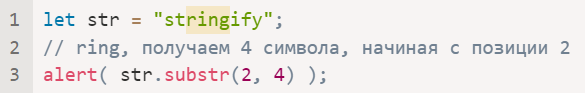 1 let str = "stringify";
2 // ring, получаем 4 символа, начиная с позиции 2
3 alert( str.substr(2, 4) );